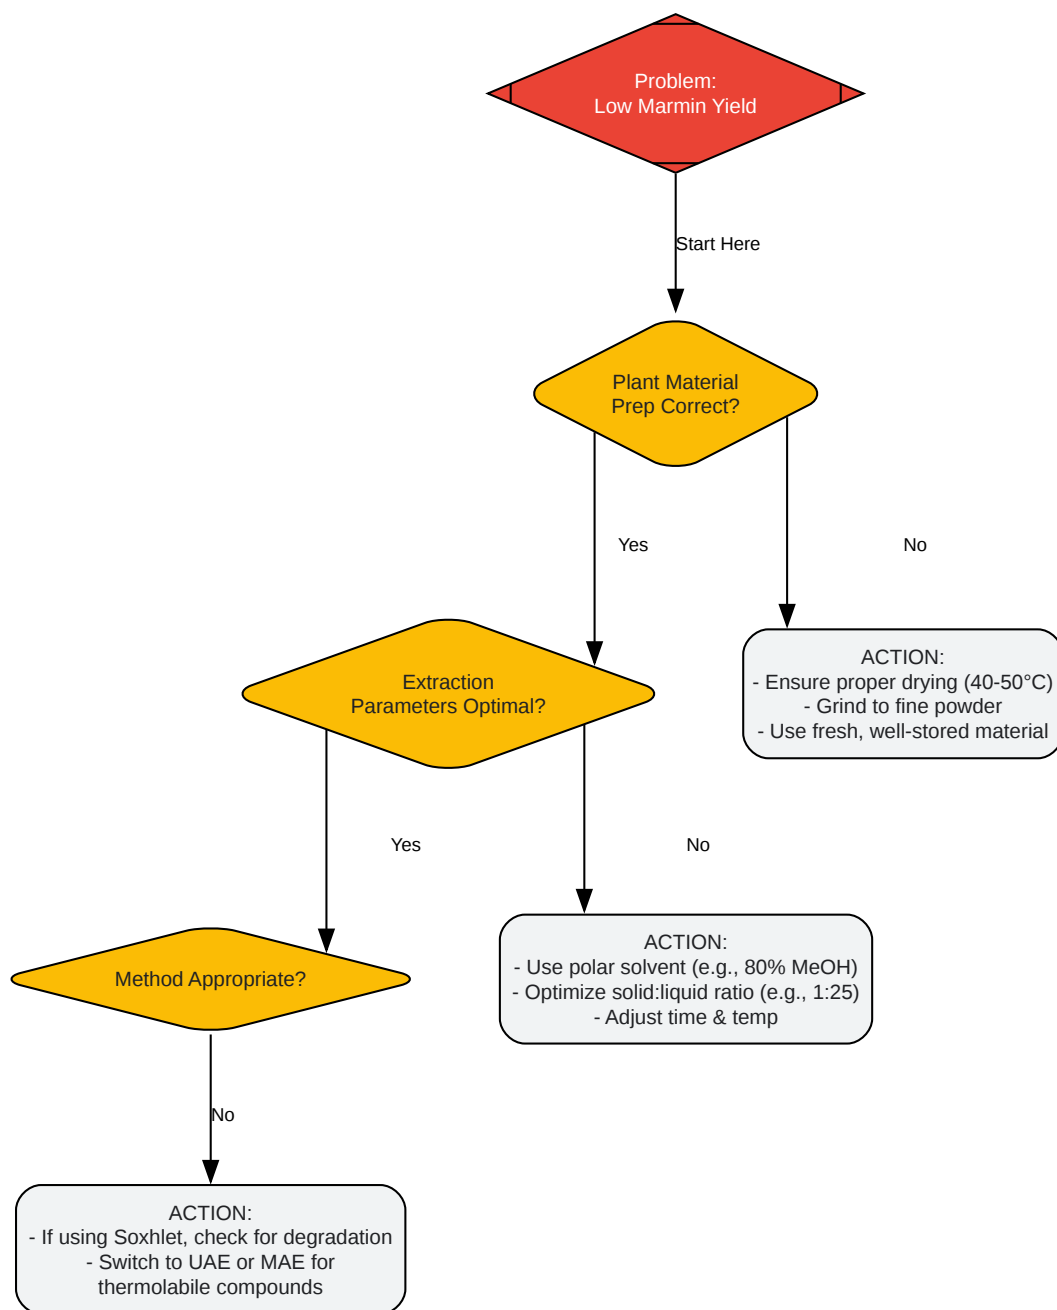 Problem:
Low Marmin Yield
Start Here
Plant Material
Prep Correct?
Yes
No
ACTION:
- Ensure proper drying (40-50°C)
- Grind to fine powder
- Use fresh, well-stored material
Extraction
Parameters Optimal?
Yes
No
ACTION:
- Use polar solvent (e.g., 80% MeOH)
- Optimize solid:liquid ratio (e.g., 1:25)
- Adjust time & temp
Method Appropriate?
No
ACTION:
- If using Soxhlet, check for degradation
- Switch to UAE or MAE for
thermolabile compounds